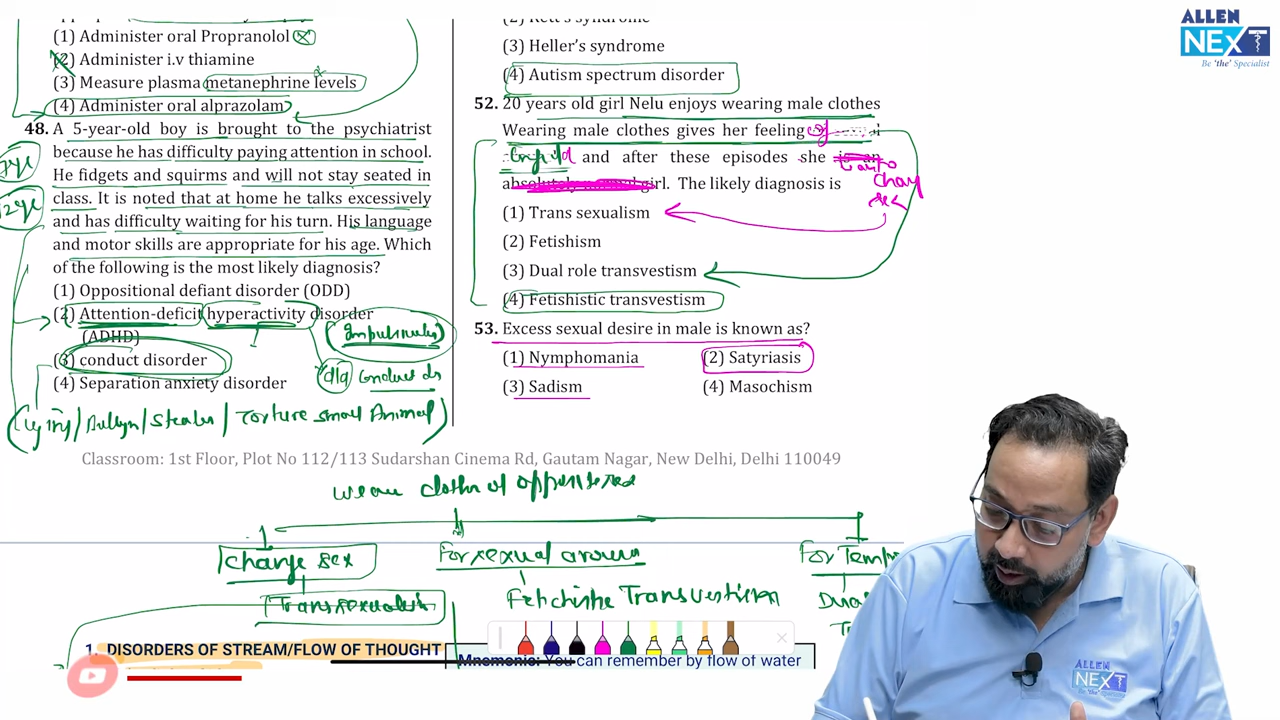 (1) Administer oral Propranolol
(2) Administer i.v thiamine
(3) Measure plasma metanephrine levels
(4) Administer oral alprazolam
48. A 5-year-old boy is brought to the psychiatrist
because he has difficulty paying attention in school.
He fidgets and squirms and will not stay seated in
class. It is noted that at home he talks excessively
and has difficulty waiting for his turn. His language
and motor skills are appropriate for his age. Which
of the following is the most likely diagnosis?
(1) Oppositional defiant disorder (ODD)
(2) Attention-deficit hyperactivity disorder
(ADHD)
(3) conduct disorder
(4) Separation anxiety disorder
Torture small Animal
(2) Rett's syndrome
(3) Heller's syndrome
(4) Autism spectrum disorder
52. 20 years old girl Nelu enjoys wearing male clothes
Wearing male clothes gives her feeling of
and after these episodes she
The likely diagnosis is
(1) Trans sexualism
(2) Fetishism
(3) Dual role transvestism
(4) Fetishistic transvestism
53. Excess sexual desire in male is known as?
(1) Nymphomania (2) Satyriasis
(3) Sadism (4) Masochism
Classroom: 1st Floor, Plot No 112/113 Sudarshan Cinema Rd, Gautam Nagar, New Delhi, Delhi 110049
change sex
For sexual
1. DISORDERS OF STREAM/FLOW OF THOUGHT
Mnemonic: You can remember by flow of water
ALLEN
NEXT
Be 'the' Specialist
ALLEN
NEXT
Be 'the' Specialist